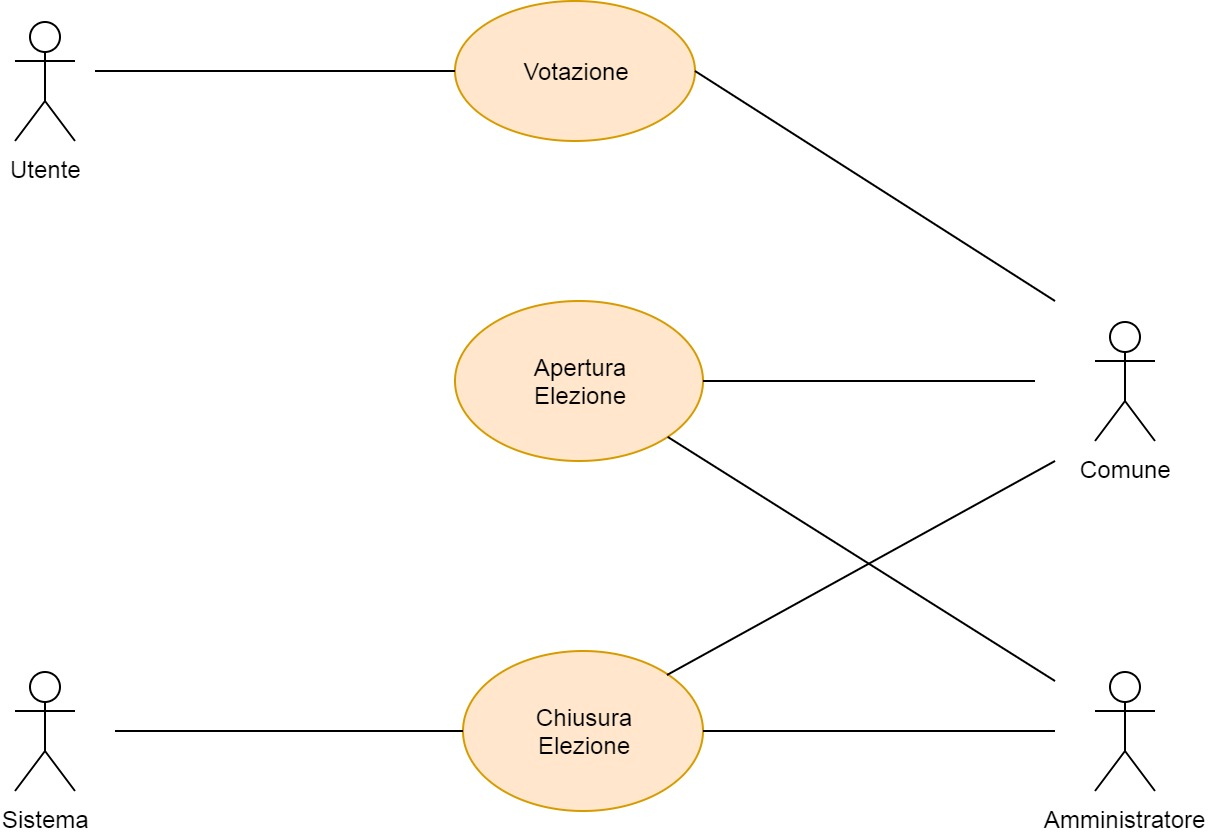 Votazione
Utente
Apertura
Elezione
Comune
Chiusura
Elezione
Sistema
Amministratore